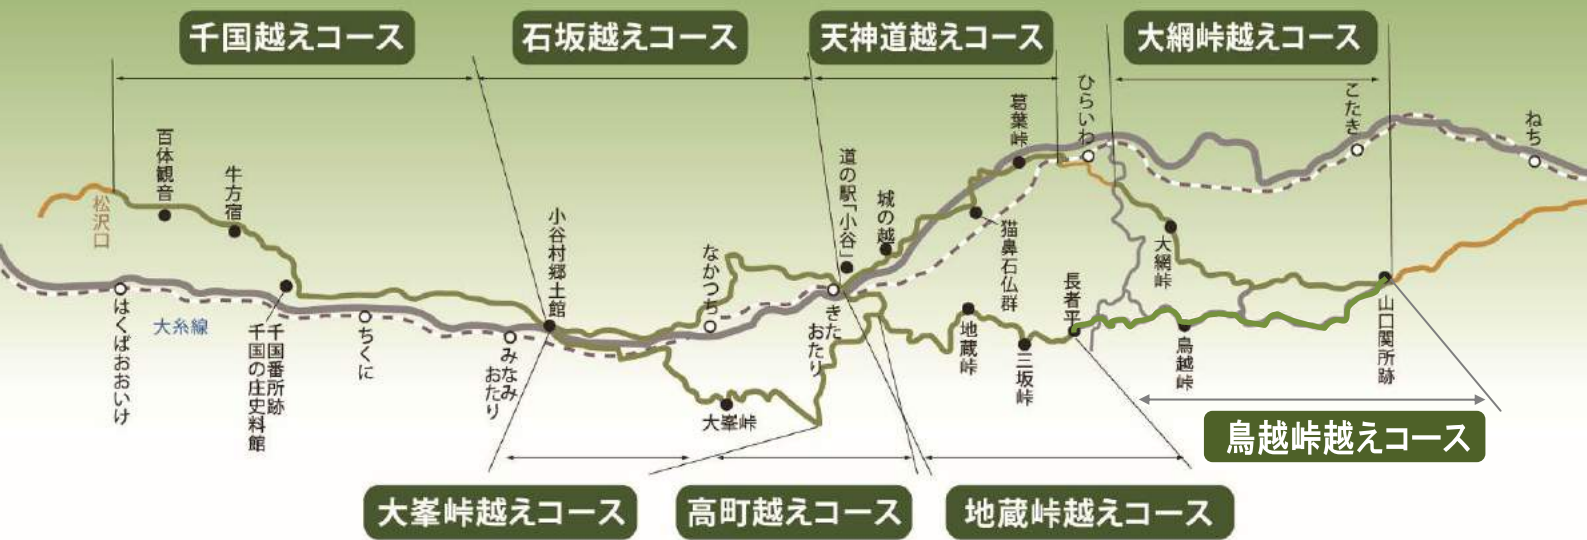 千国越えコース
石坂越えコース
天神道越えコース
大網峠越えコース
松沢口
百体観音
牛方宿
千国番所跡
千国の庄史料館
はくばおおいけ
大糸線
ちくに
みなみ
おたり
小谷村郷土館
なかつち
大峯峠
道の駅「小谷」
きた
おたり
城の越
猫鼻石仏群
葛葉峠
ひらいわ
地蔵峠
三坂峠
長者平
大網峠
鳥越峠
こたき
山口関所跡
ねち
鳥越峠越えコース
大峯峠越えコース
高町越えコース
地蔵峠越えコース